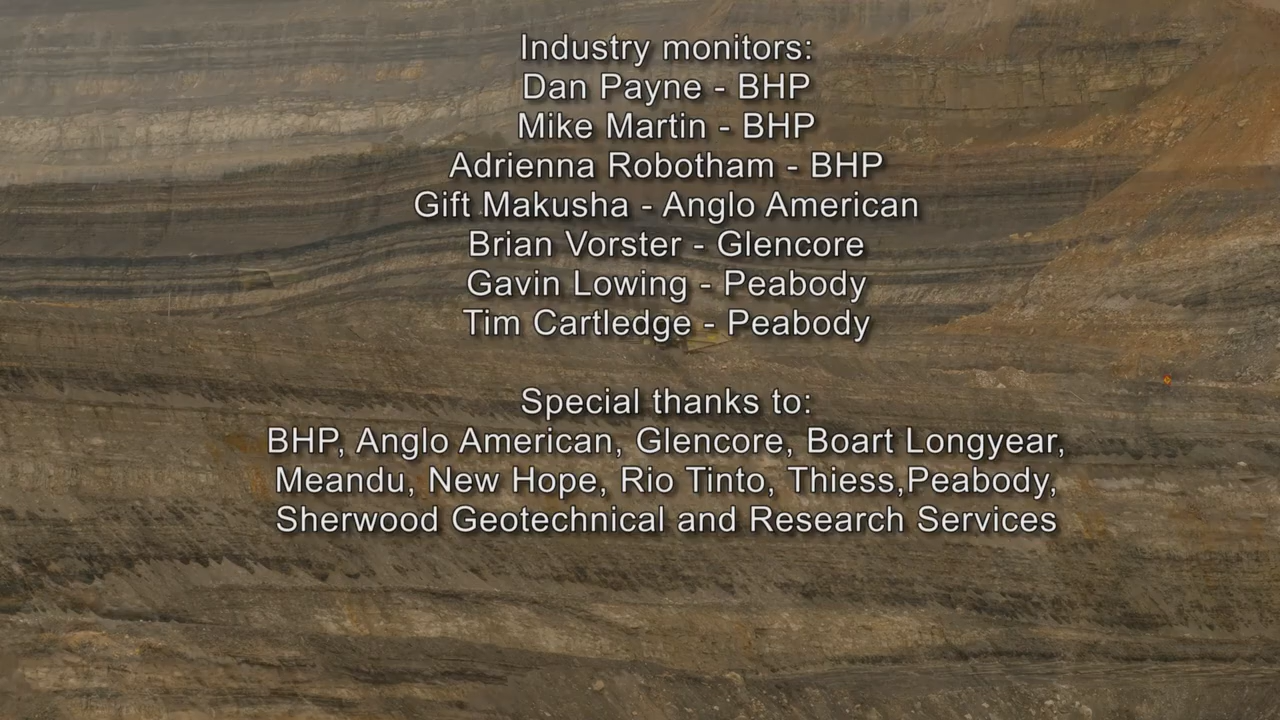 Industry monitors:
Dan Payne - BHP
Mike Martin - BHP
Adrienna Robotham - BHP
Gift Makusha - Anglo American
Brian Vorster - Glencore
Gavin Lowing - Peabody
Tim Cartledge - Peabody
Special thanks to:
BHP, Anglo American, Glencore, Boart Longyear,
Meandu, New Hope, Rio Tinto, Thiess,Peabody,
Sherwood Geotechnical and Research Services